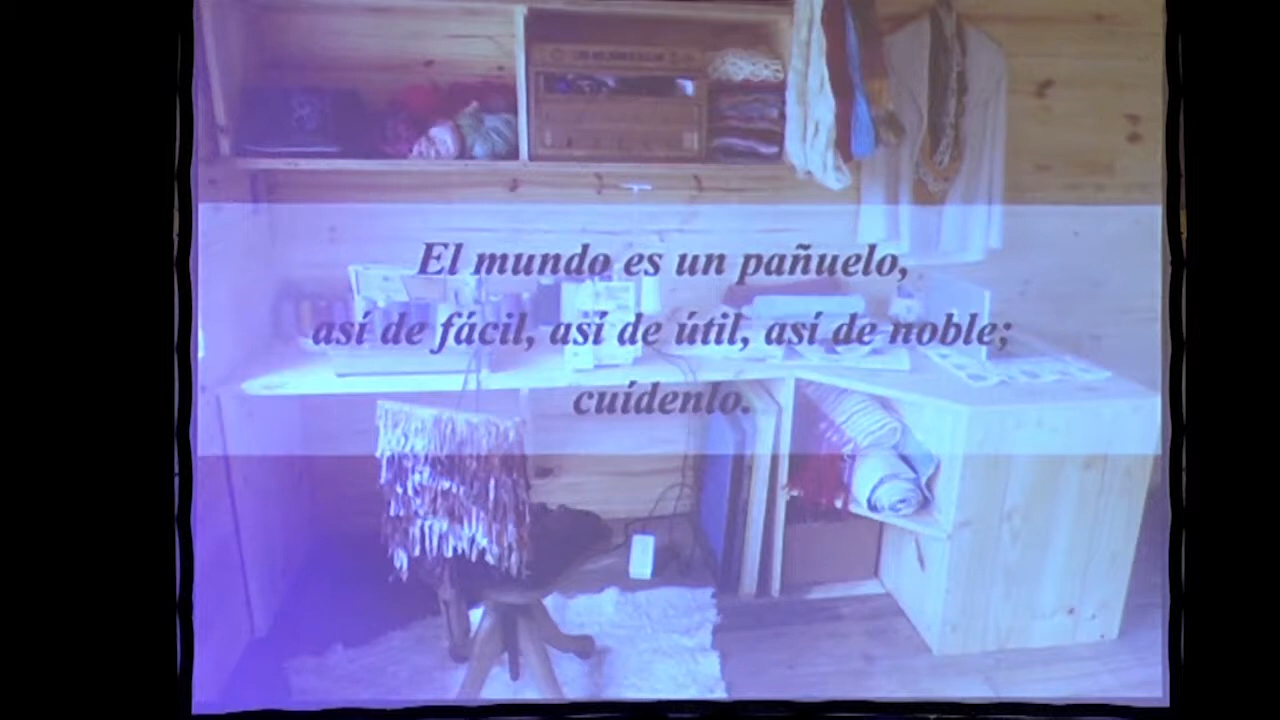 El mundo es un pañuelo,
así de fácil, así de útil, así de noble;
cuídenlo.